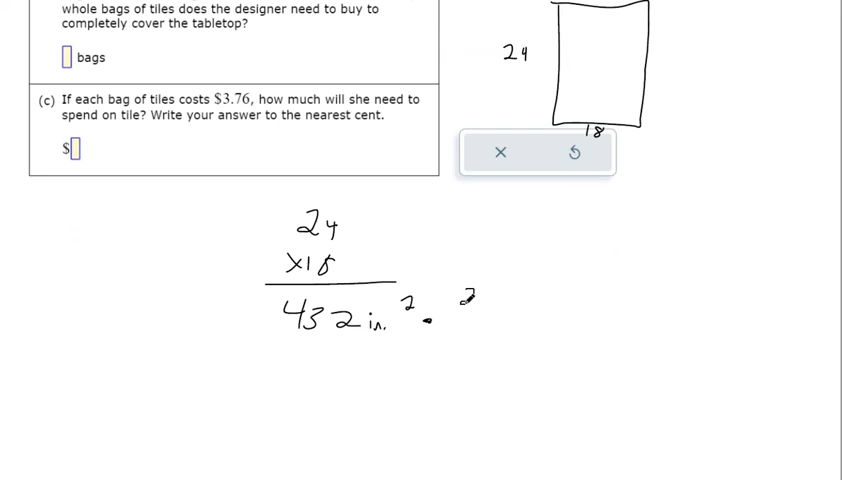 whole bags of tiles does the designer need to buy to
completely cover the tabletop?
bags
(c) If each bag of tiles costs $3.76, how much will she need to
spend on tile? Write your answer to the nearest cent.
$
24
18
24
×18
432 in.² · 2